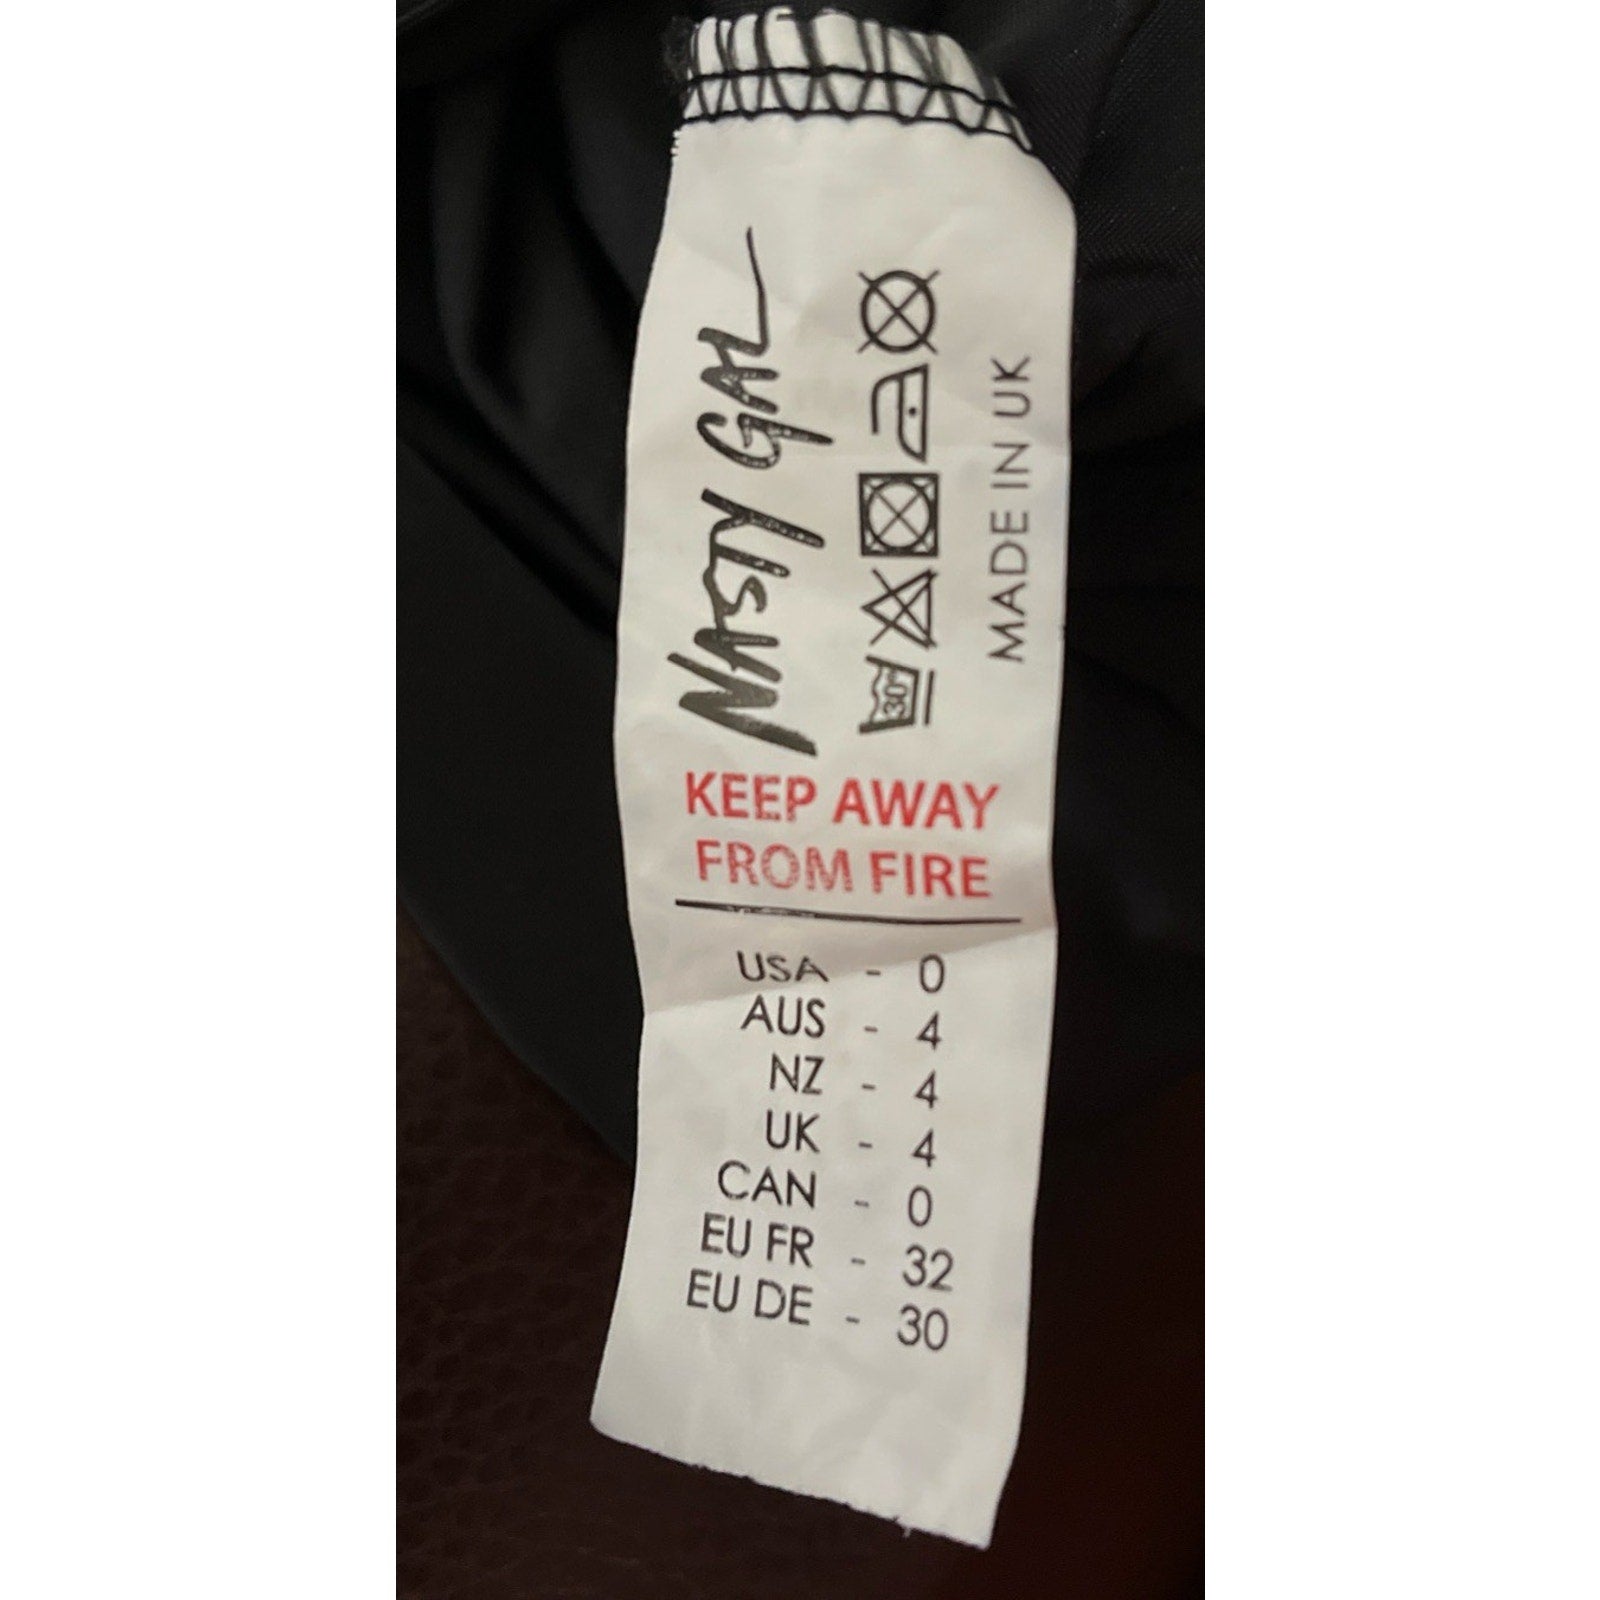 NASTY GAL
30°
MADE IN UK
KEEP AWAY
FROM FIRE
USA - 0
AUS - 4
NZ - 4
UK - 4
CAN - 0
EU FR - 32
EU DE - 30